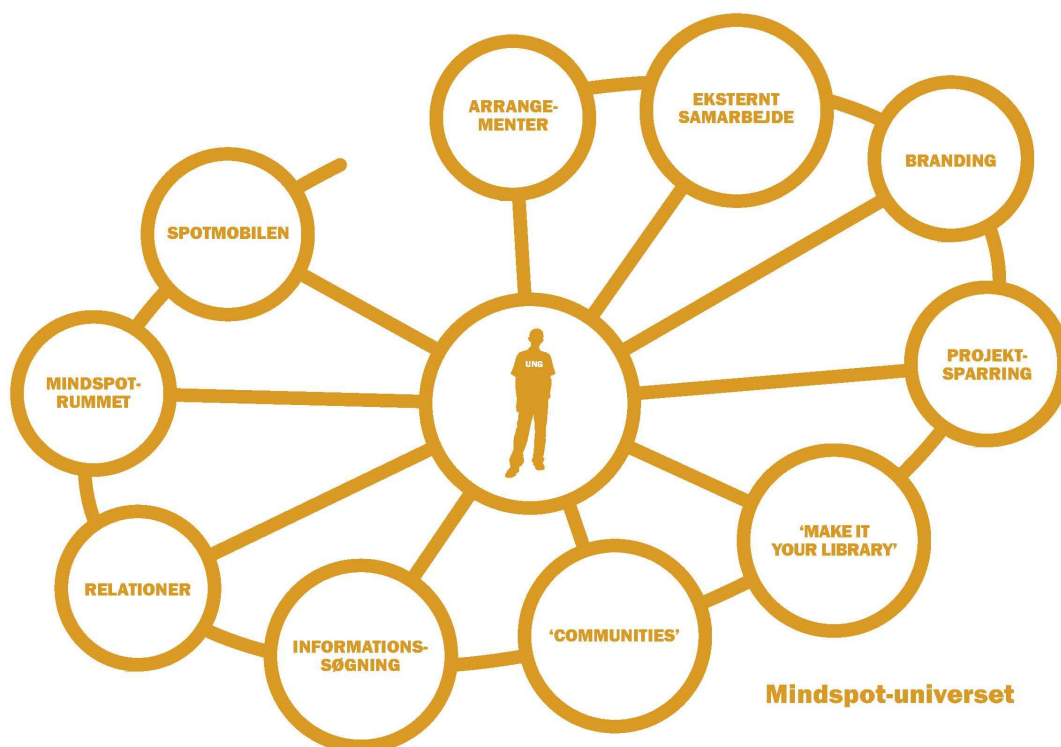 ARRANGE-
MENTER
EKSTERNT
SAMARBEJDE
BRANDING
PROJEKT-
SPARRING
'MAKE IT
YOUR LIBRARY'
'COMMUNITIES'
INFORMATIONS-
SØGNING
RELATIONER
MINDSPOT-
RUMMET
SPOTMOBILEN
UNG
Mindspot-universet